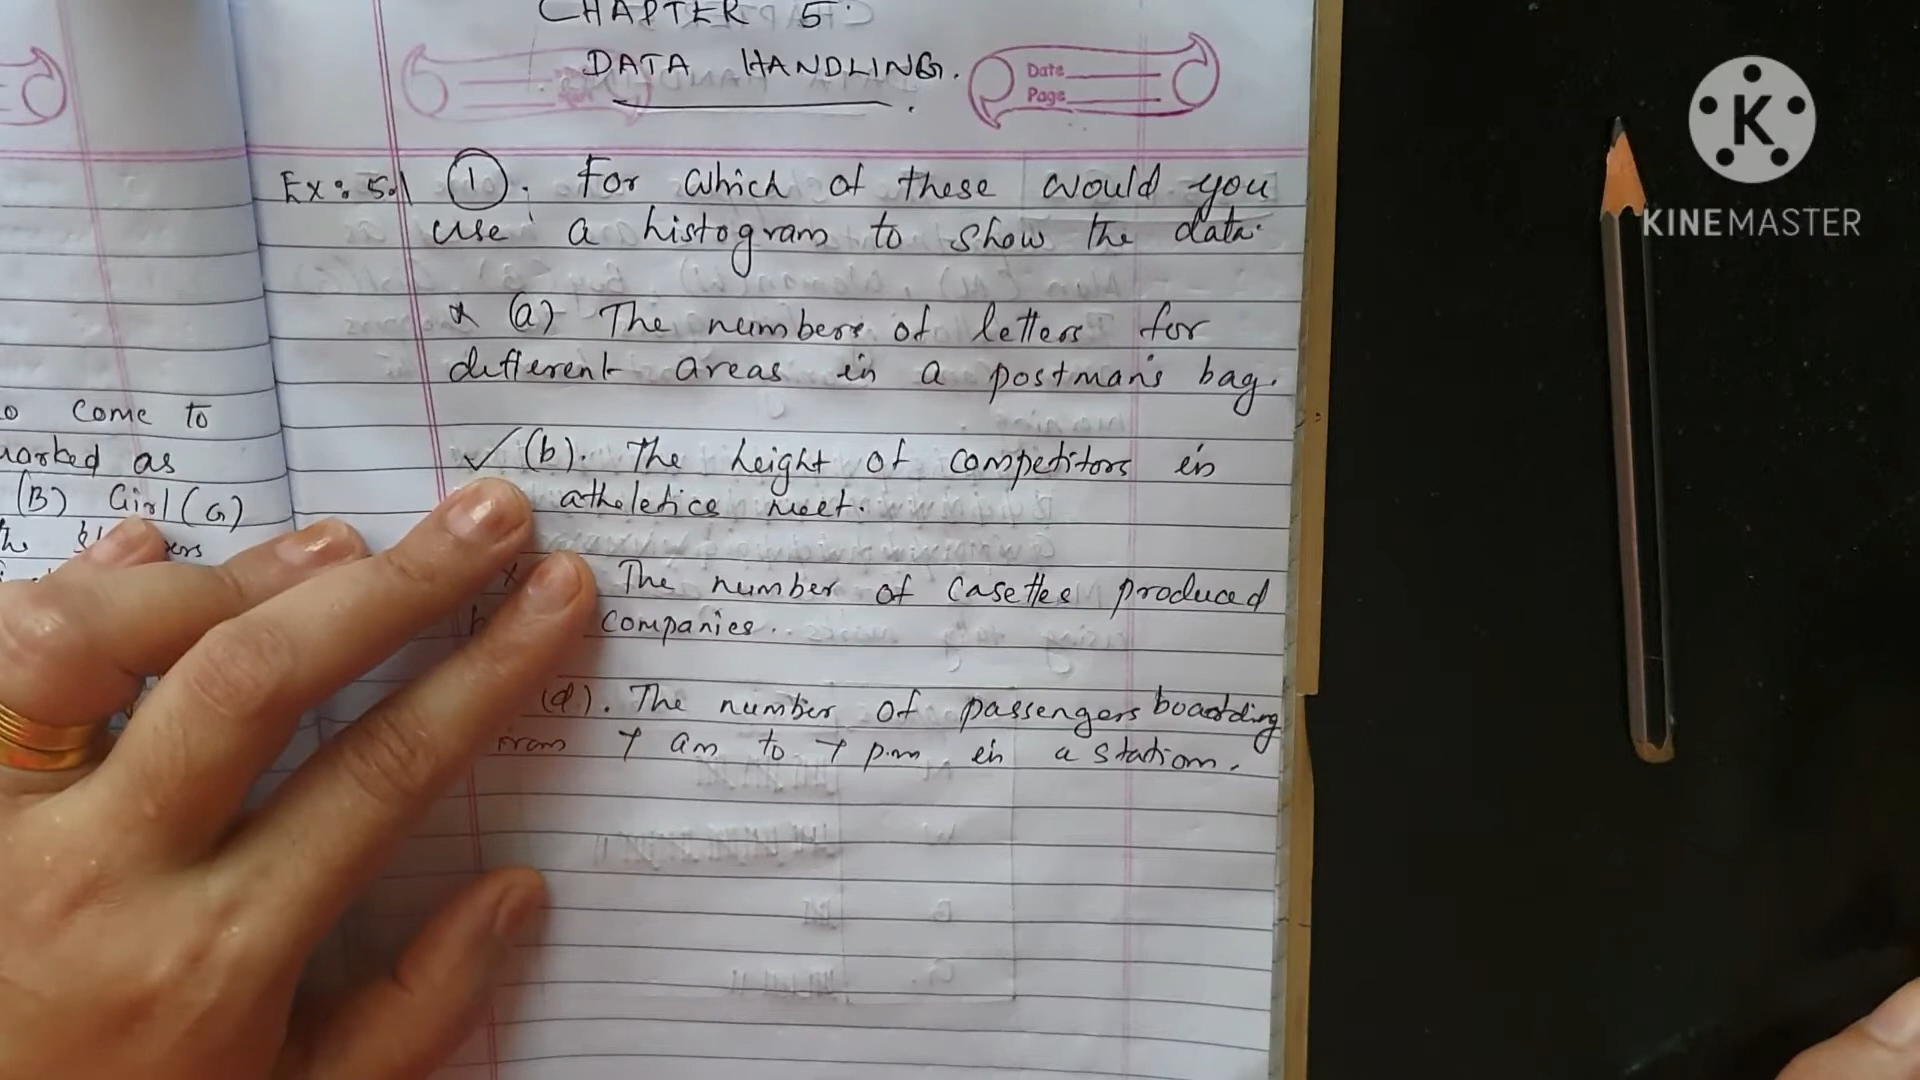 CHAPTER 5.
DATA HANDLING.
Date
Page
Ex: 5.1 (1). For which of these would you
use a histogram to show the data.
x (a) The numbers of letters for
different areas in a postman's bag.
✓ (b). The height of competitors in
atheletics meet.
x The number of Casettes produced
companies.
(d). The number of passengers boarding
from 7 am to 7 p.m in a station.
o Come to
marked as
(B) Girl (G)
K
KINEMASTER